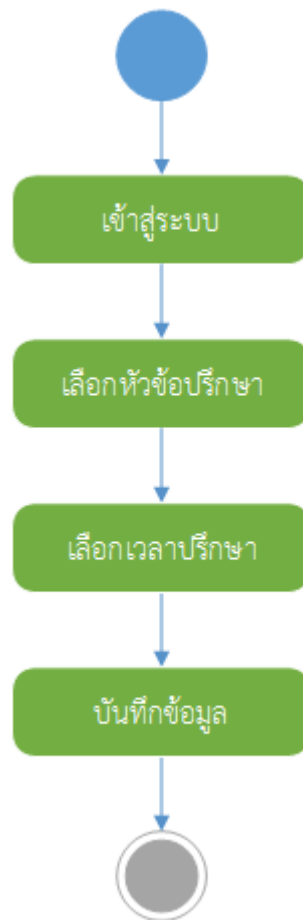 เข้าสู่ระบบ
เลือกหัวข้อปรึกษา
เลือกเวลาปรึกษา
บันทึกข้อมูล